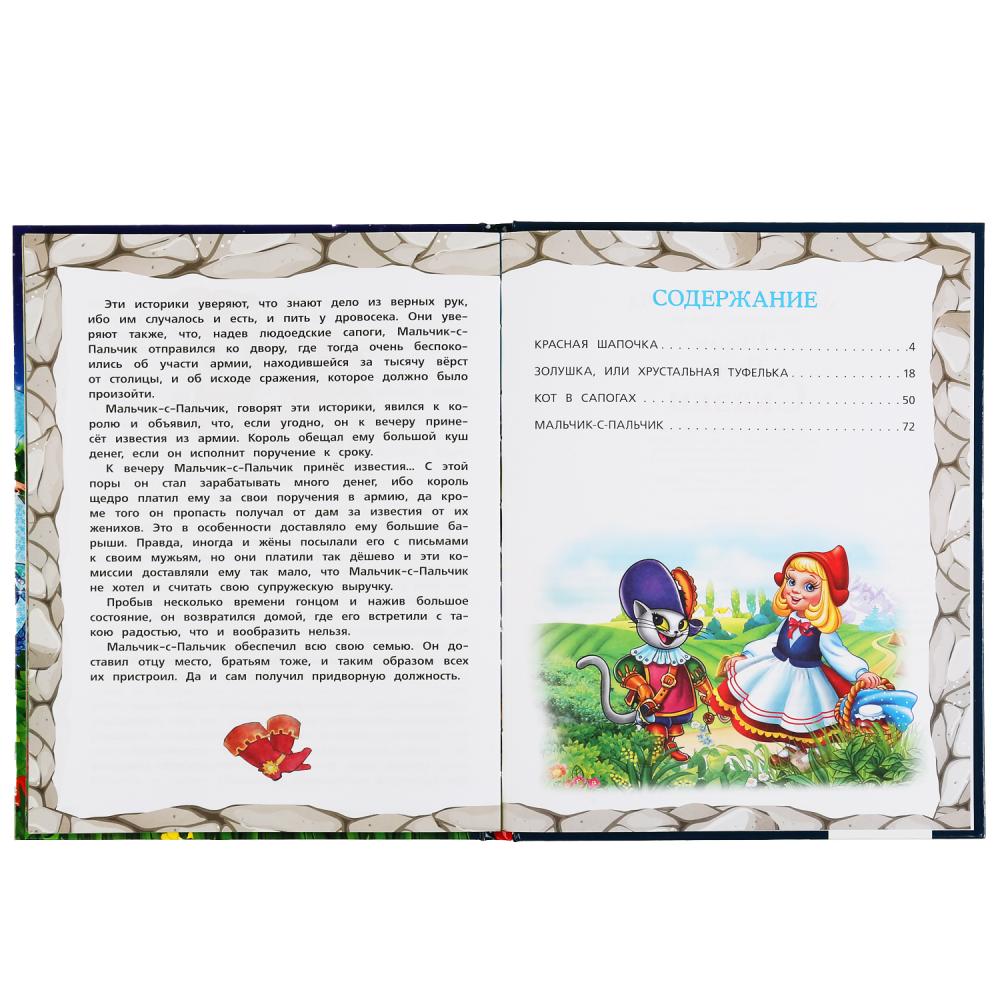 Эти историки уверяют, что знают дело из верных рук,
ибо им случалось и есть, и пить у дровосека. Они уве-
ряют также, что, надев людоедские сапоги, Мальчик-с-
Пальчик отправился ко двору, где тогда очень беспоко-
ились об участи армии, находившейся за тысячу вёрст
от столицы, и об исходе сражения, которое должно было
произойти.
Мальчик-с-Пальчик, говорят эти историки, явился к ко-
ролю и объявил, что, если угодно, он к вечеру прине-
сёт известия из армии. Король обещал ему большой куш
денег, если он исполнит поручение к сроку.
К вечеру Мальчик-с-Пальчик принёс известия... С этой
поры он стал зарабатывать много денег, ибо король
щедро платил ему за свои поручения в армию, да кро-
ме того он пропасть получал от дам за известия от их
женихов. Это в особенности доставляло ему большие ба-
рыши. Правда, иногда и жёны посылали его с письмами
к своим мужьям, но они платили так дёшево и эти ко-
миссии доставляли ему так мало, что Мальчик-с-Пальчик
не хотел и считать свою супружескую выручку.
Пробыв несколько времени гонцом и нажив большое
состояние, он возвратился домой, где его встретили с та-
кою радостью, что и вообразить нельзя.
Мальчик-с-Пальчик обеспечил всю свою семью. Он до-
ставил отцу место, братьям тоже, и таким образом всех
их пристроил. Да и сам получил придворную должность.
СОДЕРЖАНИЕ
КРАСНАЯ ШАПОЧКА . . . . . . . . . . . . . . . . . . . . . . . . . . . . . . . 4
ЗОЛУШКА, ИЛИ ХРУСТАЛЬНАЯ ТУФЕЛЬКА . . . . . . . . . . . . . 18
КОТ В САПОГАХ . . . . . . . . . . . . . . . . . . . . . . . . . . . . . . . . 50
МАЛЬЧИК-С-ПАЛЬЧИК . . . . . . . . . . . . . . . . . . . . . . . . . . . . 72